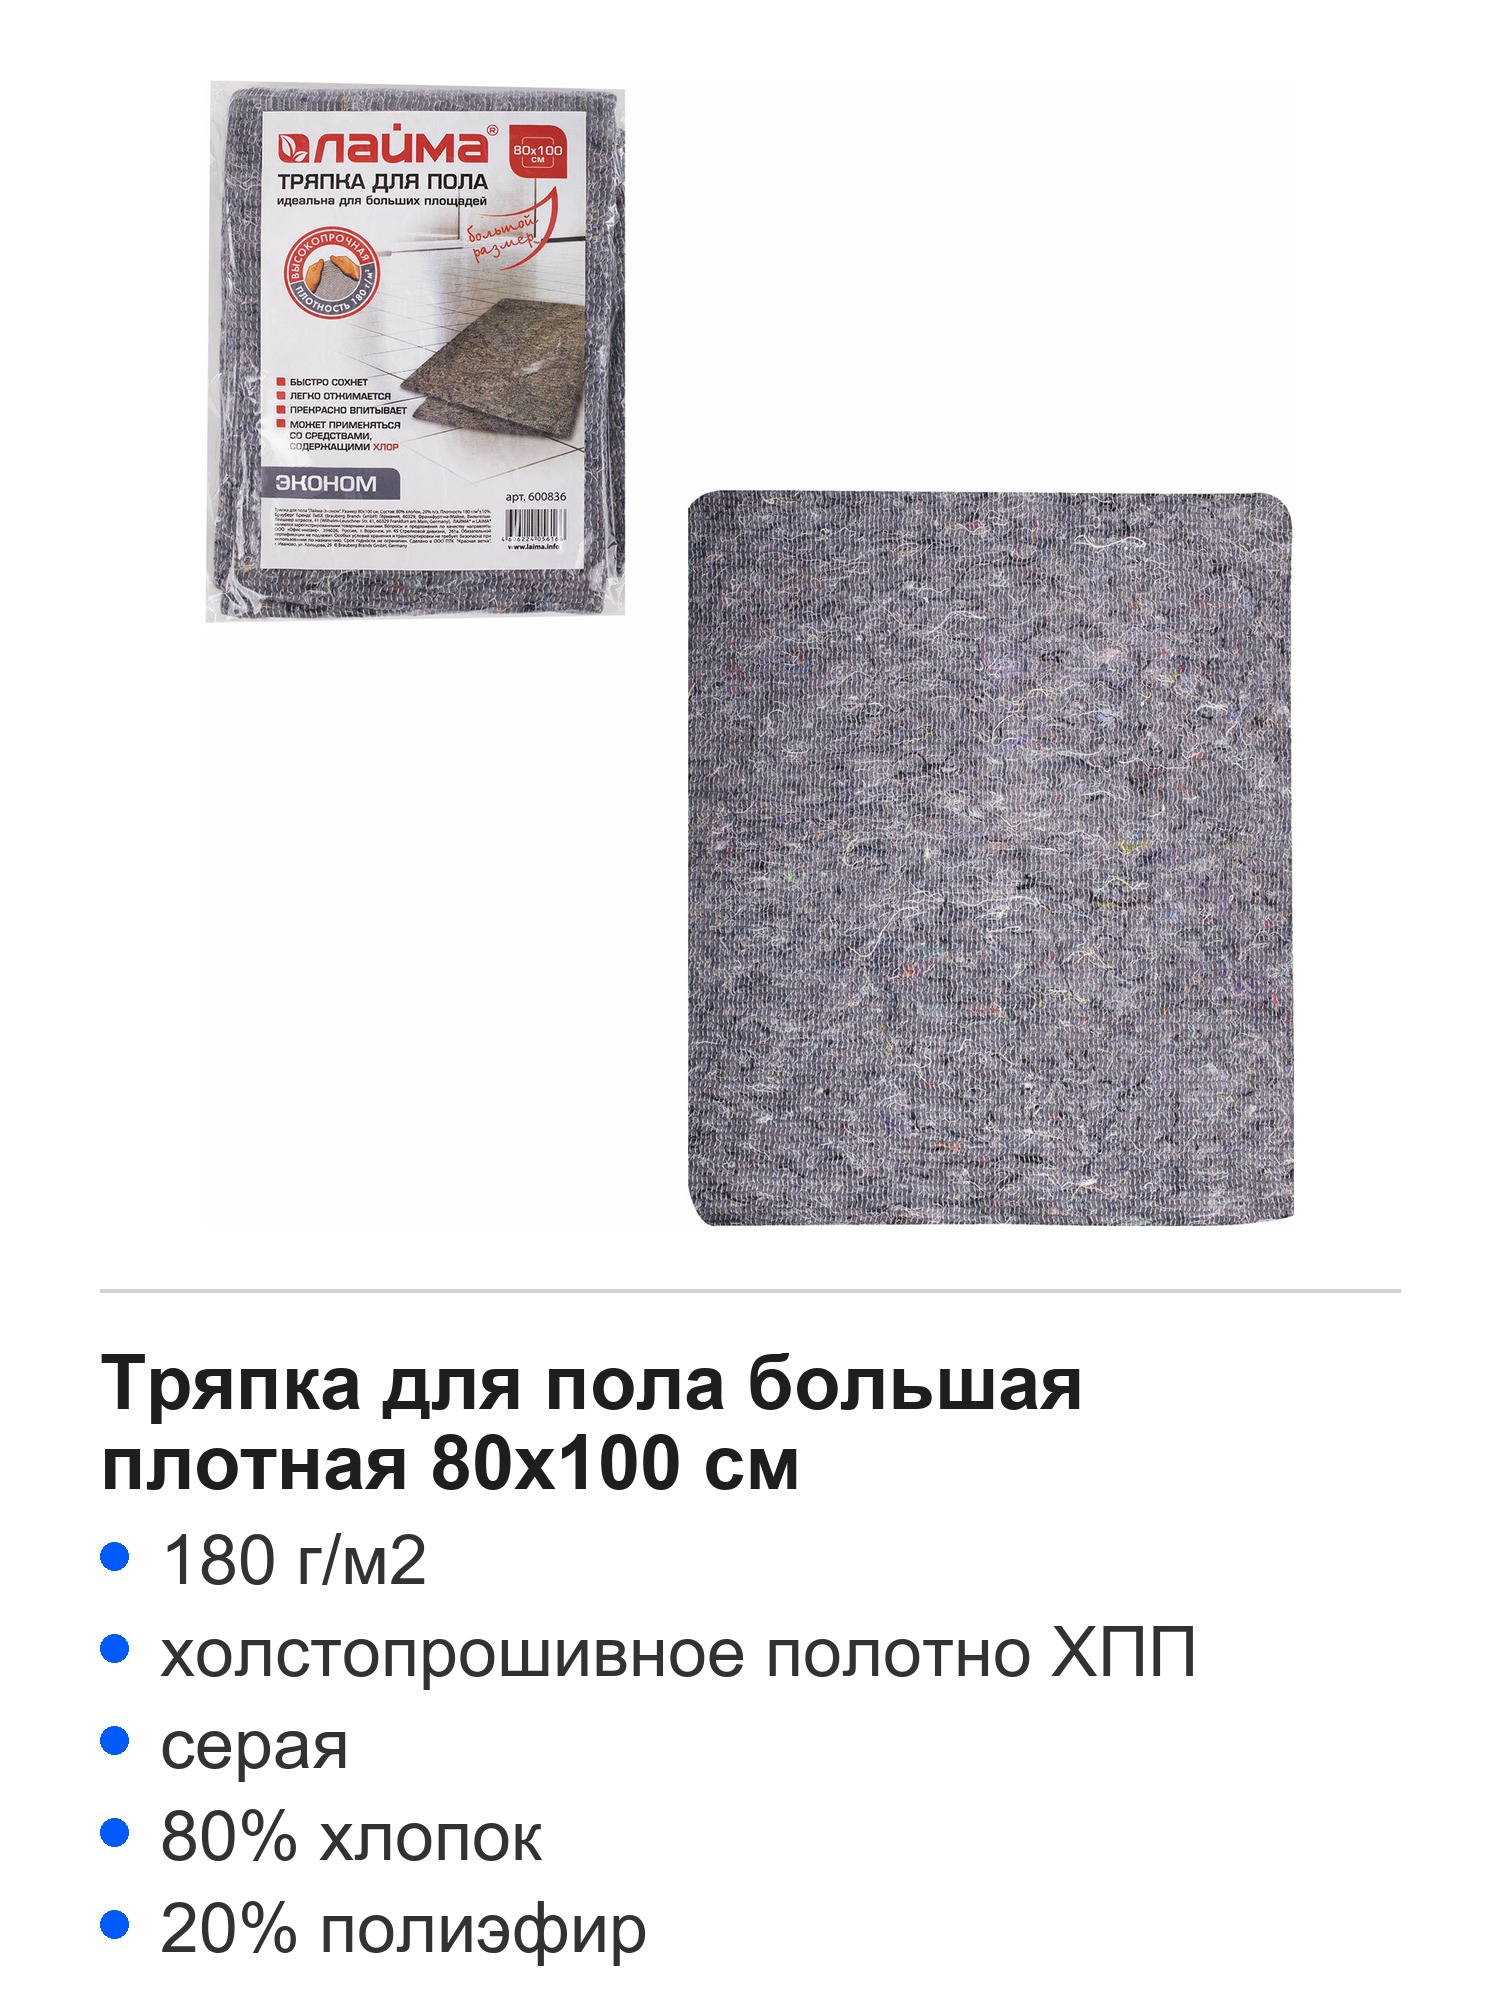 лайма®
80х100
см
ТРЯПКА ДЛЯ ПОЛА
идеальна для больших площадей
большой
размер
ВЫСОКОПРОЧНАЯ
ПЛОТНОСТЬ 180 г/м²
БЫСТРО СОХНЕТ
ЛЕГКО ОТЖИМАЕТСЯ
ПРЕКРАСНО ВПИТЫВАЕТ
МОЖЕТ ПРИМЕНЯТЬСЯ
СО СРЕДСТВАМИ,
СОДЕРЖАЩИМИ ХЛОР
ЭКОНОМ
арт. 600836
www.laima.info
Тряпка для пола большая
плотная 80х100 см
180 г/м2
холстопрошивное полотно ХПП
серая
80% хлопок
20% полиэфир